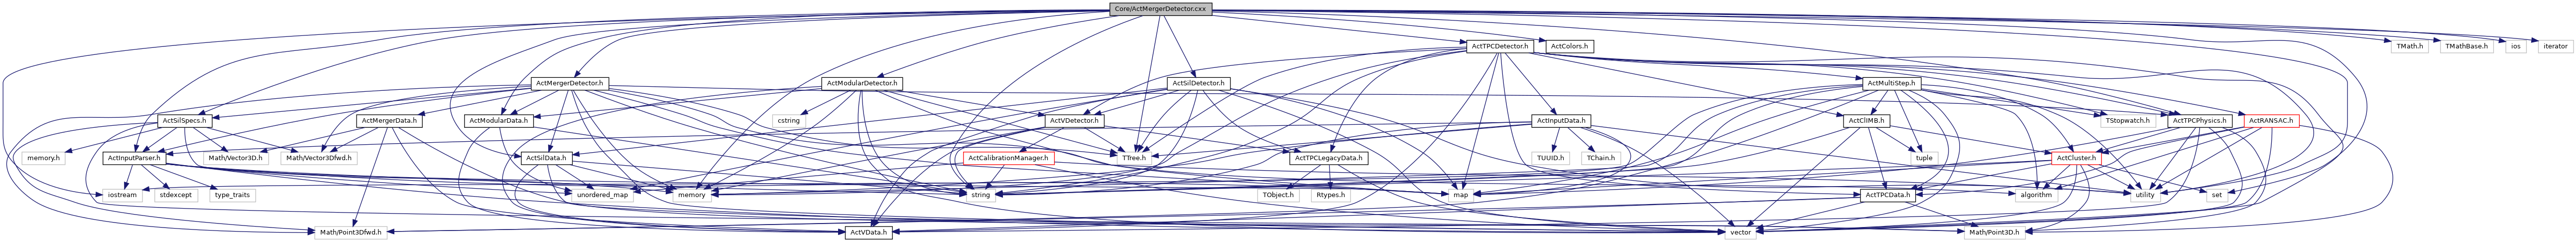 Core/ActMergerDetector.cxx
ActTPCDetector.h
ActColors.h
TMath.h
TMathBase.h
ios
iterator
ActMergerDetector.h
ActModularDetector.h
ActSilDetector.h
ActMultiStep.h
ActSilSpecs.h
ActMergerData.h
ActModularData.h
cstring
ActVDetector.h
ActInputData.h
ActCLIMB.h
TStopwatch.h
ActTPCPhysics.h
ActRANSAC.h
memory.h
ActInputParser.h
Math/Vector3D.h
Math/Vector3Dfwd.h
ActSilData.h
ActCalibrationManager.h
TTree.h
ActTPCLegacyData.h
TUUID.h
TChain.h
tuple
ActCluster.h
iostream
stdexcept
type_traits
unordered_map
memory
string
TObject.h
Rtypes.h
map
ActTPCData.h
algorithm
utility
set
Math/Point3Dfwd.h
ActVData.h
vector
Math/Point3D.h